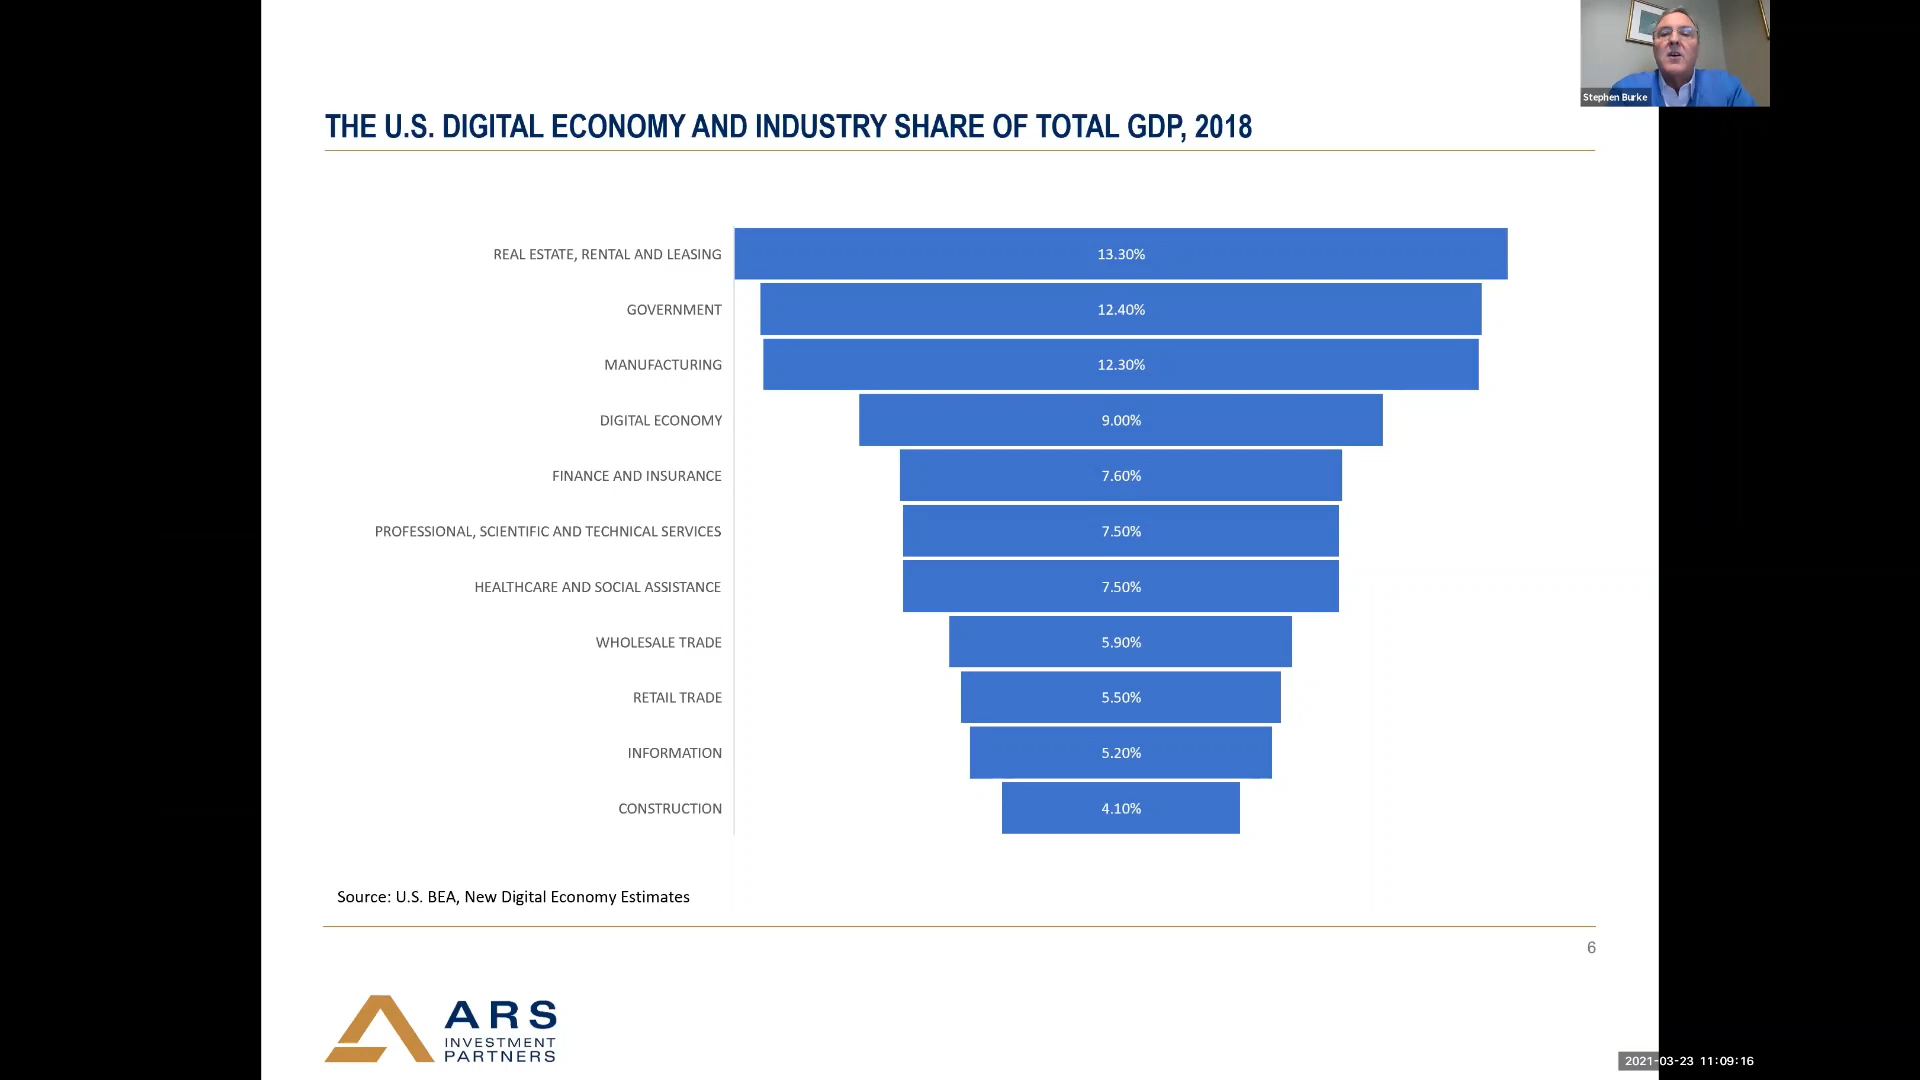 Stephen Burke
THE U.S. DIGITAL ECONOMY AND INDUSTRY SHARE OF TOTAL GDP, 2018
REAL ESTATE, RENTAL AND LEASING 13.30%
GOVERNMENT 12.40%
MANUFACTURING 12.30%
DIGITAL ECONOMY 9.00%
FINANCE AND INSURANCE 7.60%
PROFESSIONAL, SCIENTIFIC AND TECHNICAL SERVICES 7.50%
HEALTHCARE AND SOCIAL ASSISTANCE 7.50%
WHOLESALE TRADE 5.90%
RETAIL TRADE 5.50%
INFORMATION 5.20%
CONSTRUCTION 4.10%
Source: U.S. BEA, New Digital Economy Estimates
6
ARS
INVESTMENT
PARTNERS
2021-03-23 11:09:16